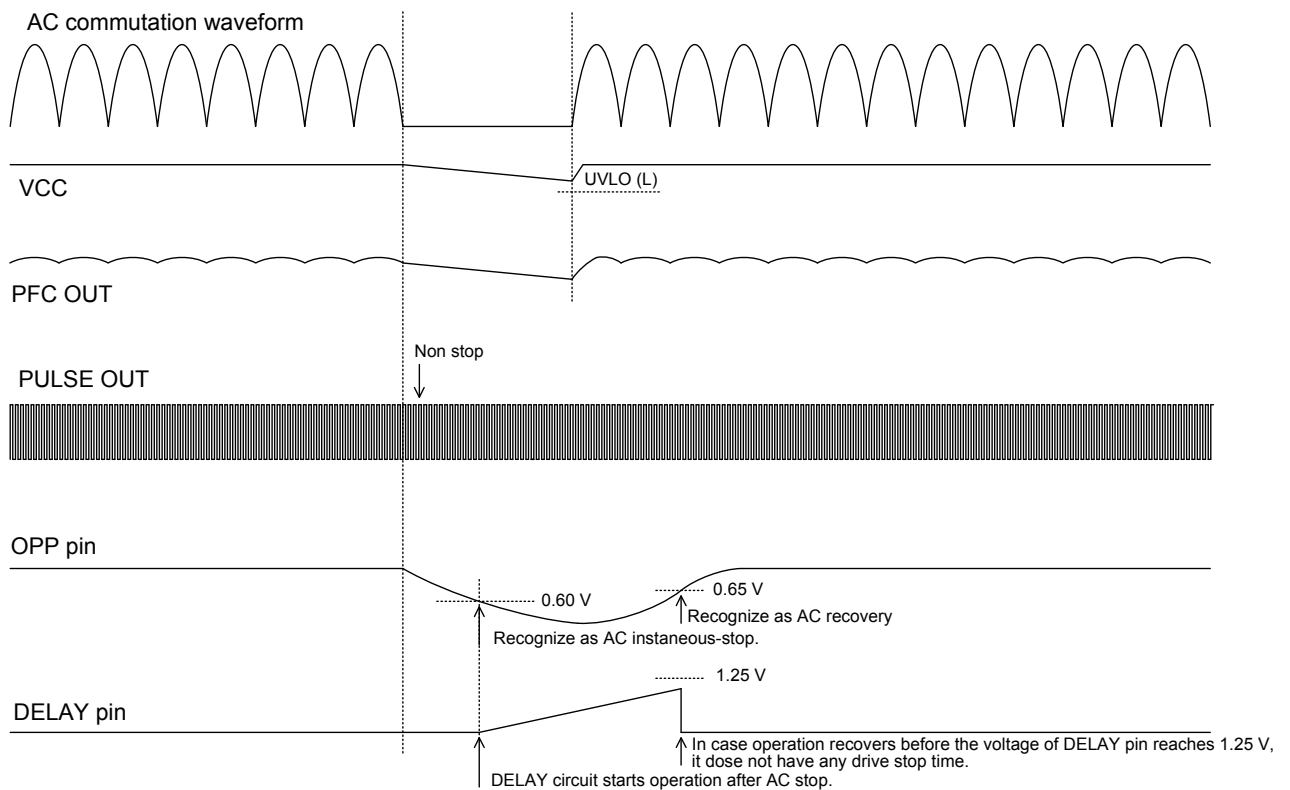 AC commutation waveform
VCC
UVLO (L)
PFC OUT
Non stop
PULSE OUT
OPP pin
0.60 V
0.65 V
Recognize as AC recovery
Recognize as AC instaneous-stop.
1.25 V
DELAY pin
In case operation recovers before the voltage of DELAY pin reaches 1.25 V,
it dose not have any drive stop time.
DELAY circuit starts operation after AC stop.